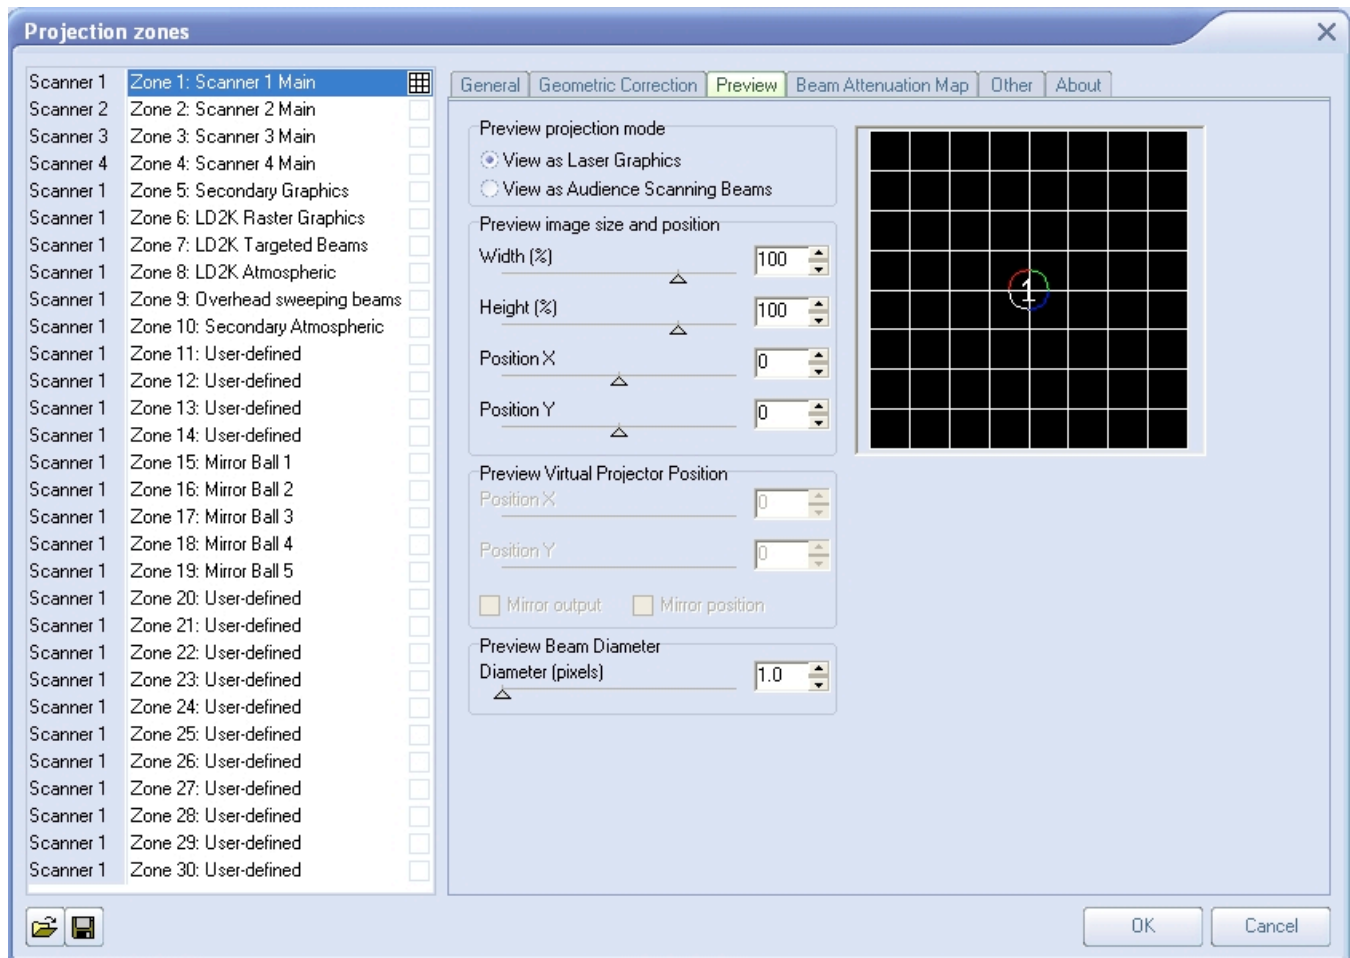 Projection zones
Scanner 1 Zone 1: Scanner 1 Main
Scanner 2 Zone 2: Scanner 2 Main
Scanner 3 Zone 3: Scanner 3 Main
Scanner 4 Zone 4: Scanner 4 Main
Scanner 1 Zone 5: Secondary Graphics
Scanner 1 Zone 6: LD2K Raster Graphics
Scanner 1 Zone 7: LD2K Targeted Beams
Scanner 1 Zone 8: LD2K Atmospheric
Scanner 1 Zone 9: Overhead sweeping beams
Scanner 1 Zone 10: Secondary Atmospheric
Scanner 1 Zone 11: User-defined
Scanner 1 Zone 12: User-defined
Scanner 1 Zone 13: User-defined
Scanner 1 Zone 14: User-defined
Scanner 1 Zone 15: Mirror Ball 1
Scanner 1 Zone 16: Mirror Ball 2
Scanner 1 Zone 17: Mirror Ball 3
Scanner 1 Zone 18: Mirror Ball 4
Scanner 1 Zone 19: Mirror Ball 5
Scanner 1 Zone 20: User-defined
Scanner 1 Zone 21: User-defined
Scanner 1 Zone 22: User-defined
Scanner 1 Zone 23: User-defined
Scanner 1 Zone 24: User-defined
Scanner 1 Zone 25: User-defined
Scanner 1 Zone 26: User-defined
Scanner 1 Zone 27: User-defined
Scanner 1 Zone 28: User-defined
Scanner 1 Zone 29: User-defined
Scanner 1 Zone 30: User-defined
General Geometric Correction Preview Beam Attenuation Map Other About
Preview projection mode
View as Laser Graphics
View as Audience Scanning Beams
Preview image size and position
Width (%) 100
Height (%) 100
Position X 0
Position Y 0
Preview Virtual Projector Position
Position X 0
Position Y 0
Mirror output Mirror position
Preview Beam Diameter
Diameter (pixels) 1.0
1
OK Cancel